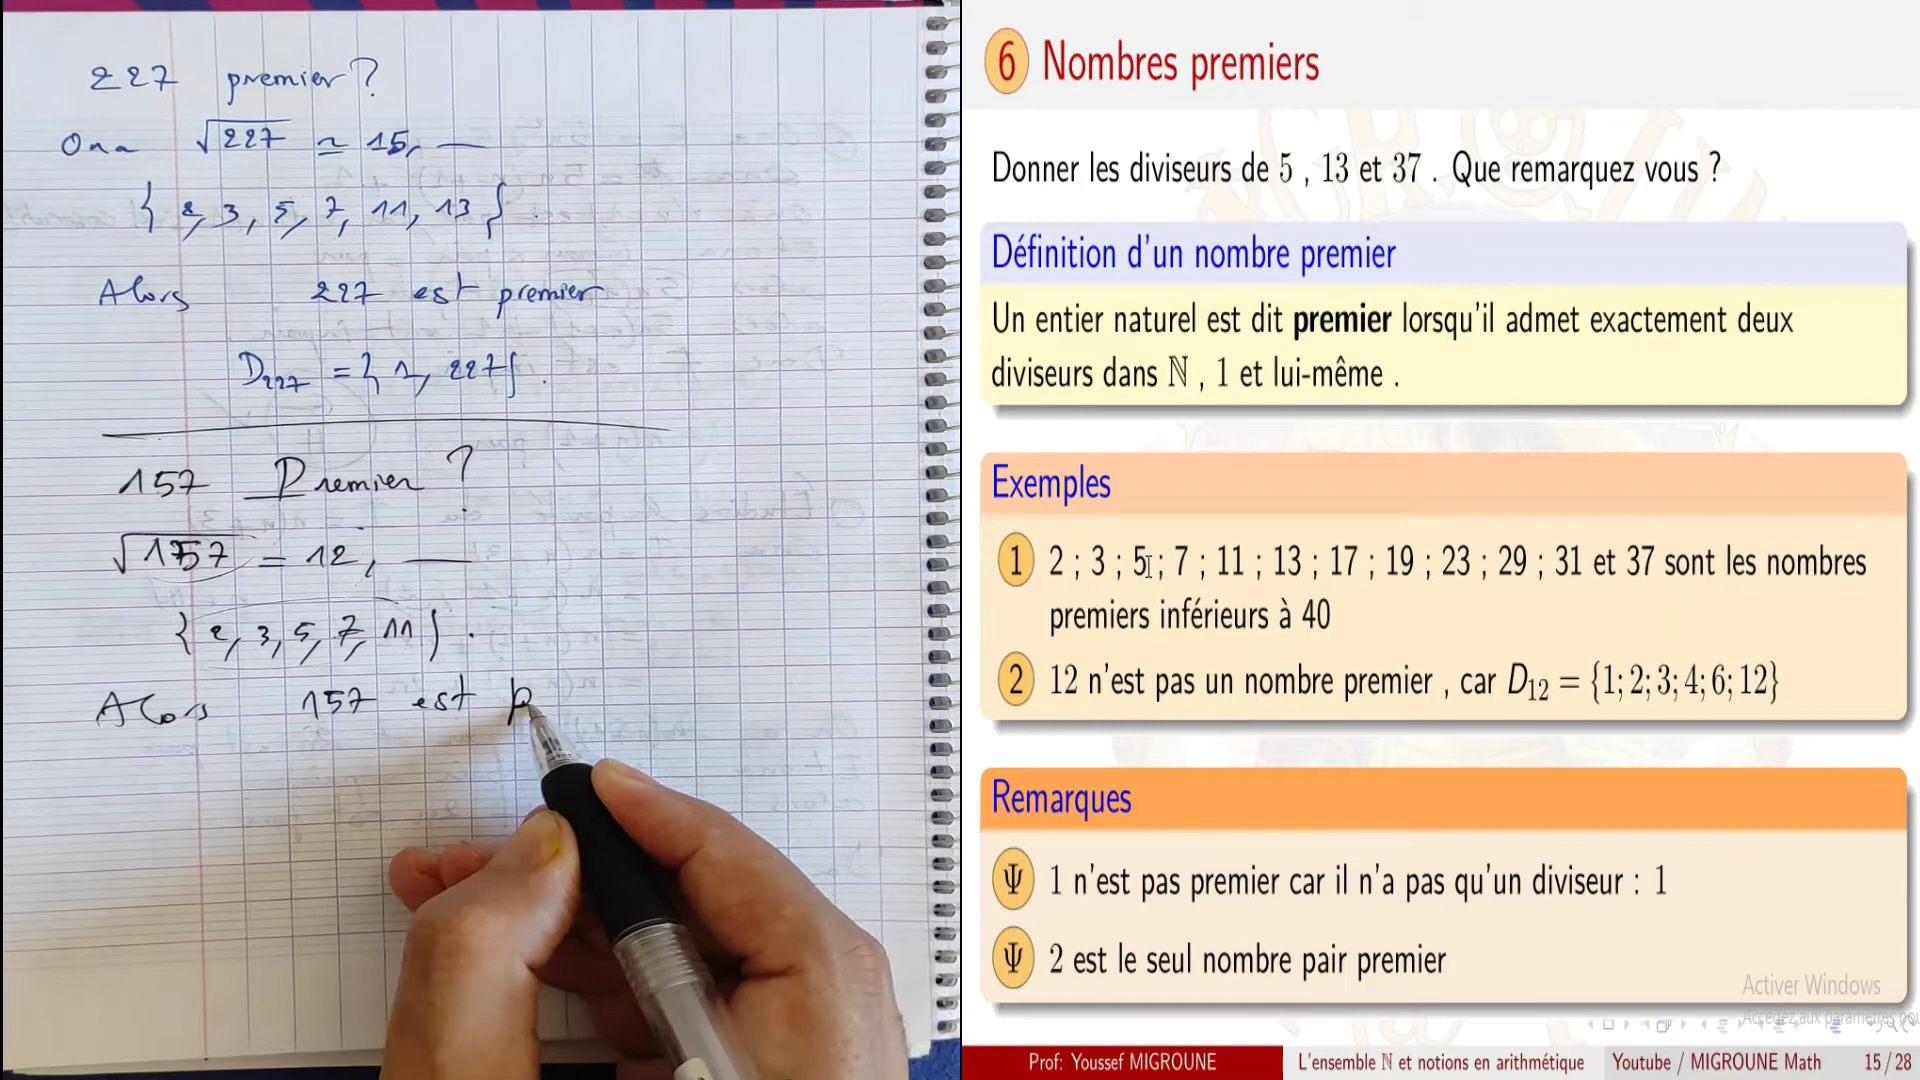 227 premier ?
On a √227 ≃ 15, —
{ 2, 3, 5, 7, 11, 13 }
Alors 227 est premier
D227 = { 1, 227 } .
157 Premier ?
√157 = 12, —
{ 2, 3, 5, 7, 11 } .
Alors 157 est p
6 Nombres premiers
Donner les diviseurs de 5 , 13 et 37 . Que remarquez vous ?
Définition d'un nombre premier
Un entier naturel est dit premier lorsqu'il admet exactement deux
diviseurs dans ℕ , 1 et lui-même .
Exemples
1 2 ; 3 ; 5 ; 7 ; 11 ; 13 ; 17 ; 19 ; 23 ; 29 ; 31 et 37 sont les nombres
premiers inférieurs à 40
2 12 n'est pas un nombre premier , car D12 = {1; 2; 3; 4; 6; 12}
Remarques
Ψ 1 n'est pas premier car il n'a pas qu'un diviseur : 1
Ψ 2 est le seul nombre pair premier
Activer Windows
Accédez aux paramètres pou
Prof: Youssef MIGROUNE L'ensemble ℕ et notions en arithmétique Youtube / MIGROUNE Math 15 / 28